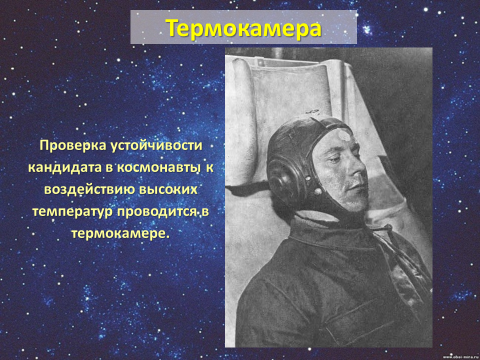 Термокамера
Проверка устойчивости
кандидата в космонавты к
воздействию высоких
температур проводится в
термокамере.